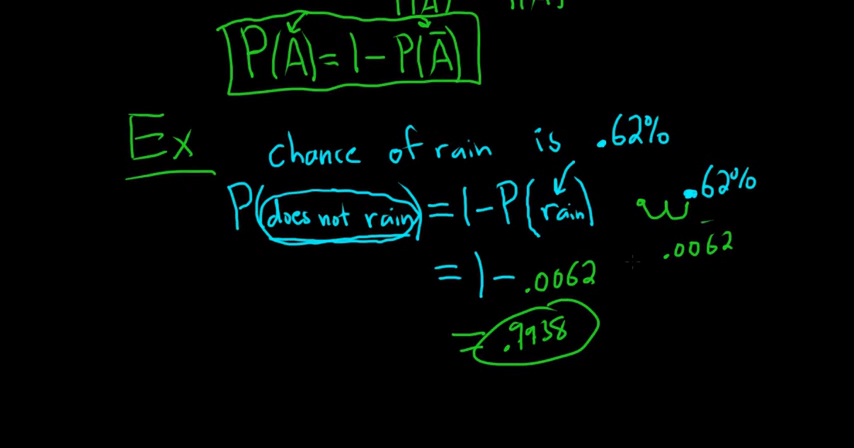 P(A)=1-P(Ā)
Ex chance of rain is .62%
P(does not rain)=1-P(rain) .62%
.0062
=1-.0062
=.9938